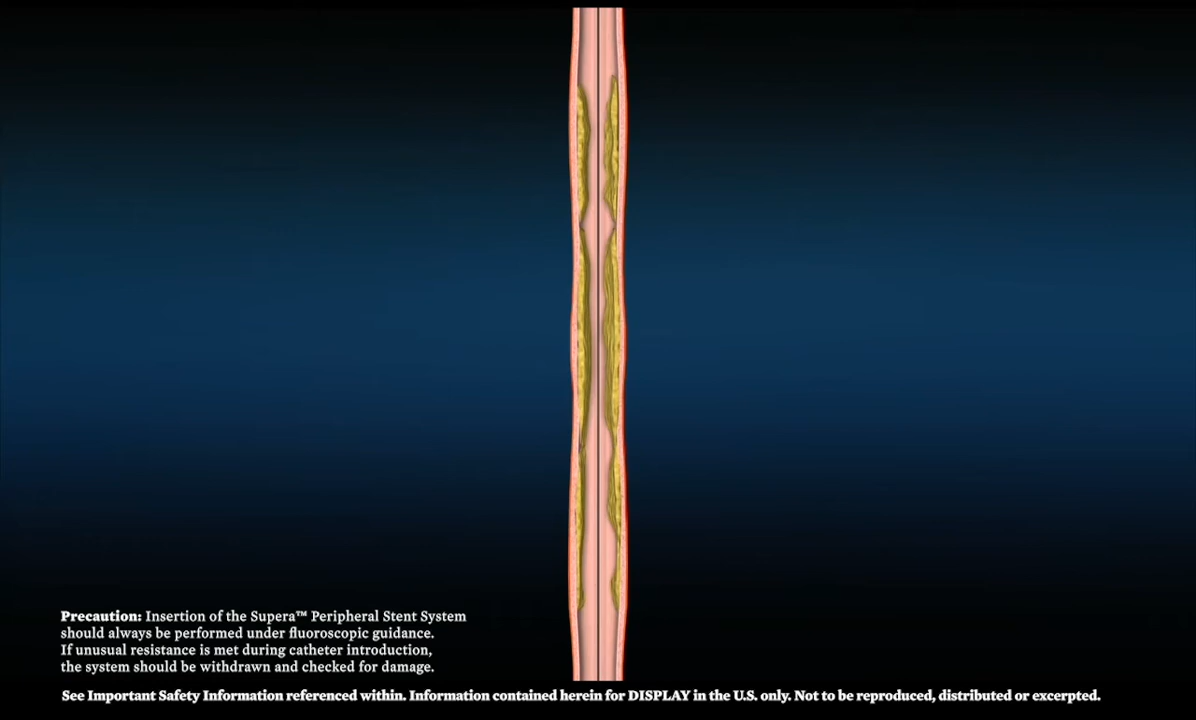 Precaution: Insertion of the Supera™ Peripheral Stent System
should always be performed under fluoroscopic guidance.
If unusual resistance is met during catheter introduction,
the system should be withdrawn and checked for damage.
See Important Safety Information referenced within. Information contained herein for DISPLAY in the U.S. only. Not to be reproduced, distributed or excerpted.